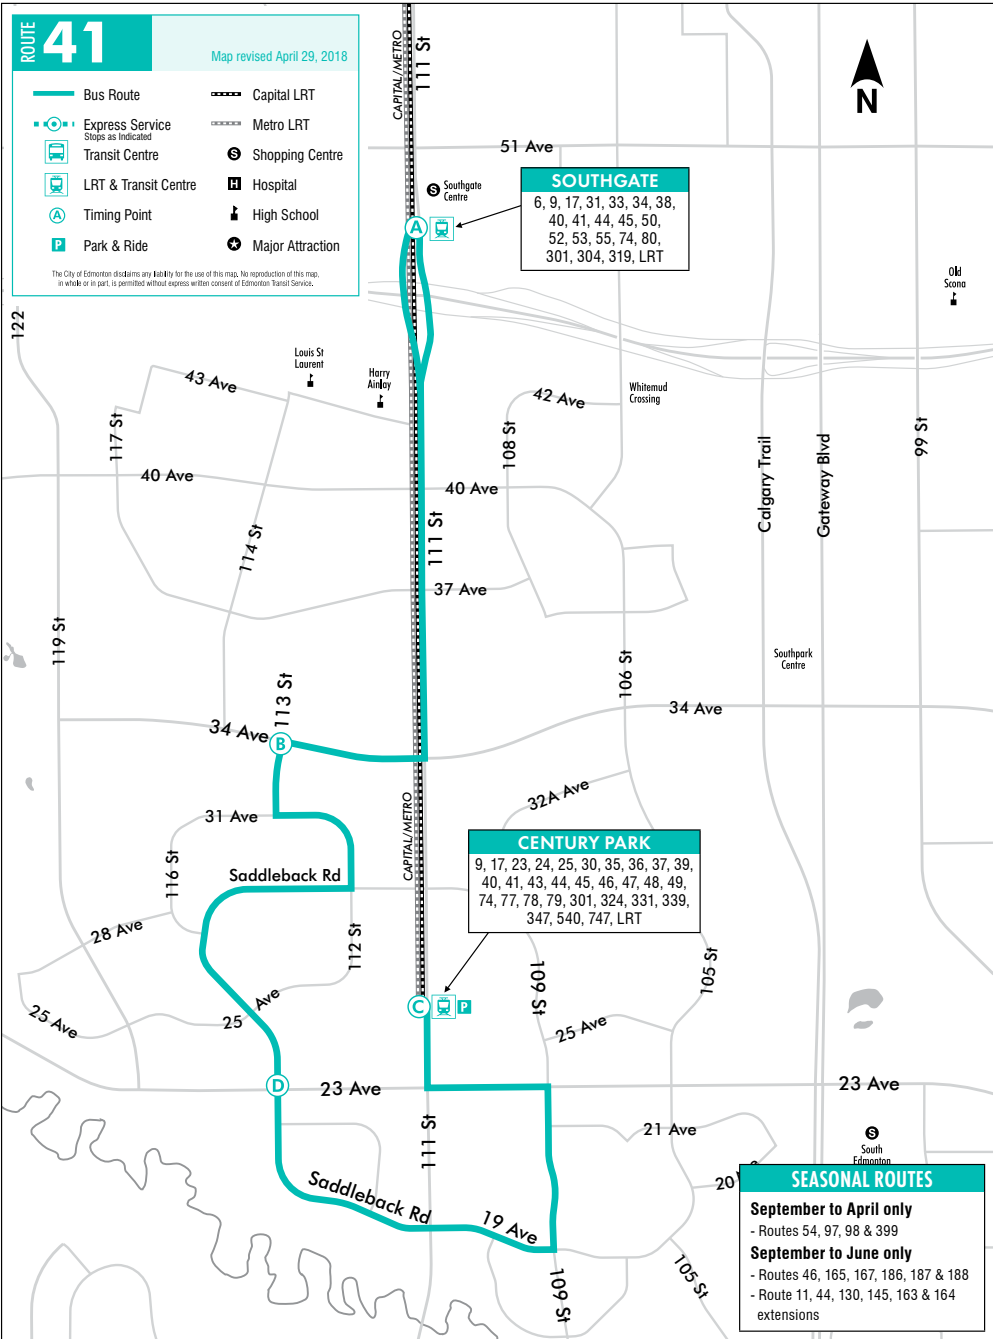 ROUTE 41
Map revised April 29, 2018
Bus Route
Express Service
Stops as Indicated
Transit Centre
LRT & Transit Centre
A Timing Point
P Park & Ride
Capital LRT
Metro LRT
S Shopping Centre
H Hospital
High School
Major Attraction
The City of Edmonton disclaims any liability for the use of this map. No reproduction of this map,
in whole or in part, is permitted without express written consent of Edmonton Transit Service.
CAPITAL/METRO
111 St
N
51 Ave
S Southgate
Centre
SOUTHGATE
6, 9, 17, 31, 33, 34, 38,
40, 41, 44, 45, 50,
52, 53, 55, 74, 80,
301, 304, 319, LRT
A
Old
Scona
122
Louis St
Laurent
Harry
Ainlay
43 Ave
42 Ave
Whitemud
Crossing
117 St
108 St
99 St
Calgary Trail
Gateway Blvd
40 Ave
40 Ave
114 St
111 St
37 Ave
119 St
106 St
Southpark
Centre
113 St
34 Ave
34 Ave
B
32A Ave
CAPITAL/METRO
31 Ave
116 St
Saddleback Rd
CENTURY PARK
9, 17, 23, 24, 25, 30, 35, 36, 37, 39,
40, 41, 43, 44, 45, 46, 47, 48, 49,
74, 77, 78, 79, 301, 324, 331, 339,
347, 540, 747, LRT
28 Ave
112 St
109 St
105 St
C
P
25 Ave
25 Ave
25 Ave
D
23 Ave
23 Ave
111 St
21 Ave
S
South
Edmonton
20
Saddleback Rd
19 Ave
109 St
105 St
SEASONAL ROUTES
September to April only
- Routes 54, 97, 98 & 399
September to June only
- Routes 46, 165, 167, 186, 187 & 188
- Route 11, 44, 130, 145, 163 & 164
extensions